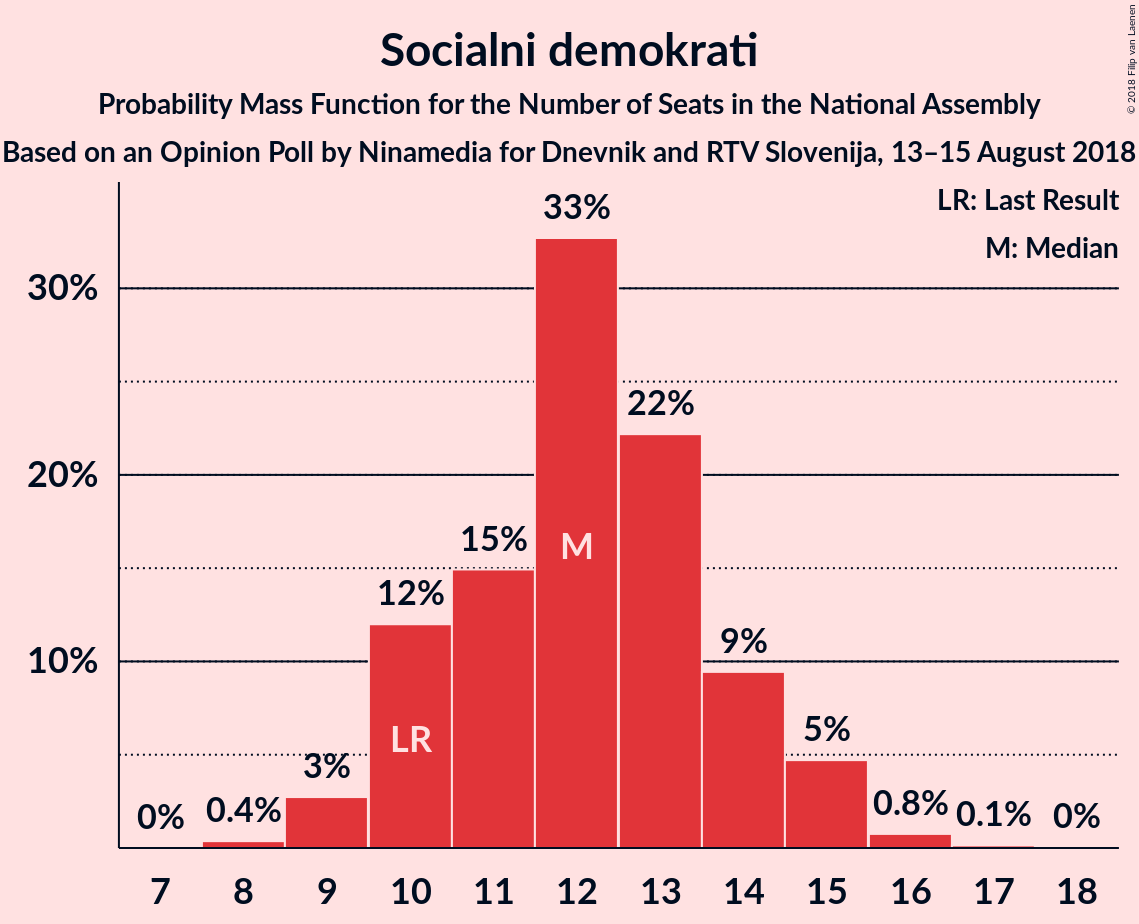 © 2018 Filip van Laenen
Socialni demokrati
Probability Mass Function for the Number of Seats in the National Assembly
Based on an Opinion Poll by Ninamedia for Dnevnik and RTV Slovenija, 13–15 August 2018
LR: Last Result
M: Median
30%
20%
10%
0%
0.4%
3%
12%
15%
33%
22%
9%
5%
0.8%
0.1%
0%
LR
M
7 8 9 10 11 12 13 14 15 16 17 18